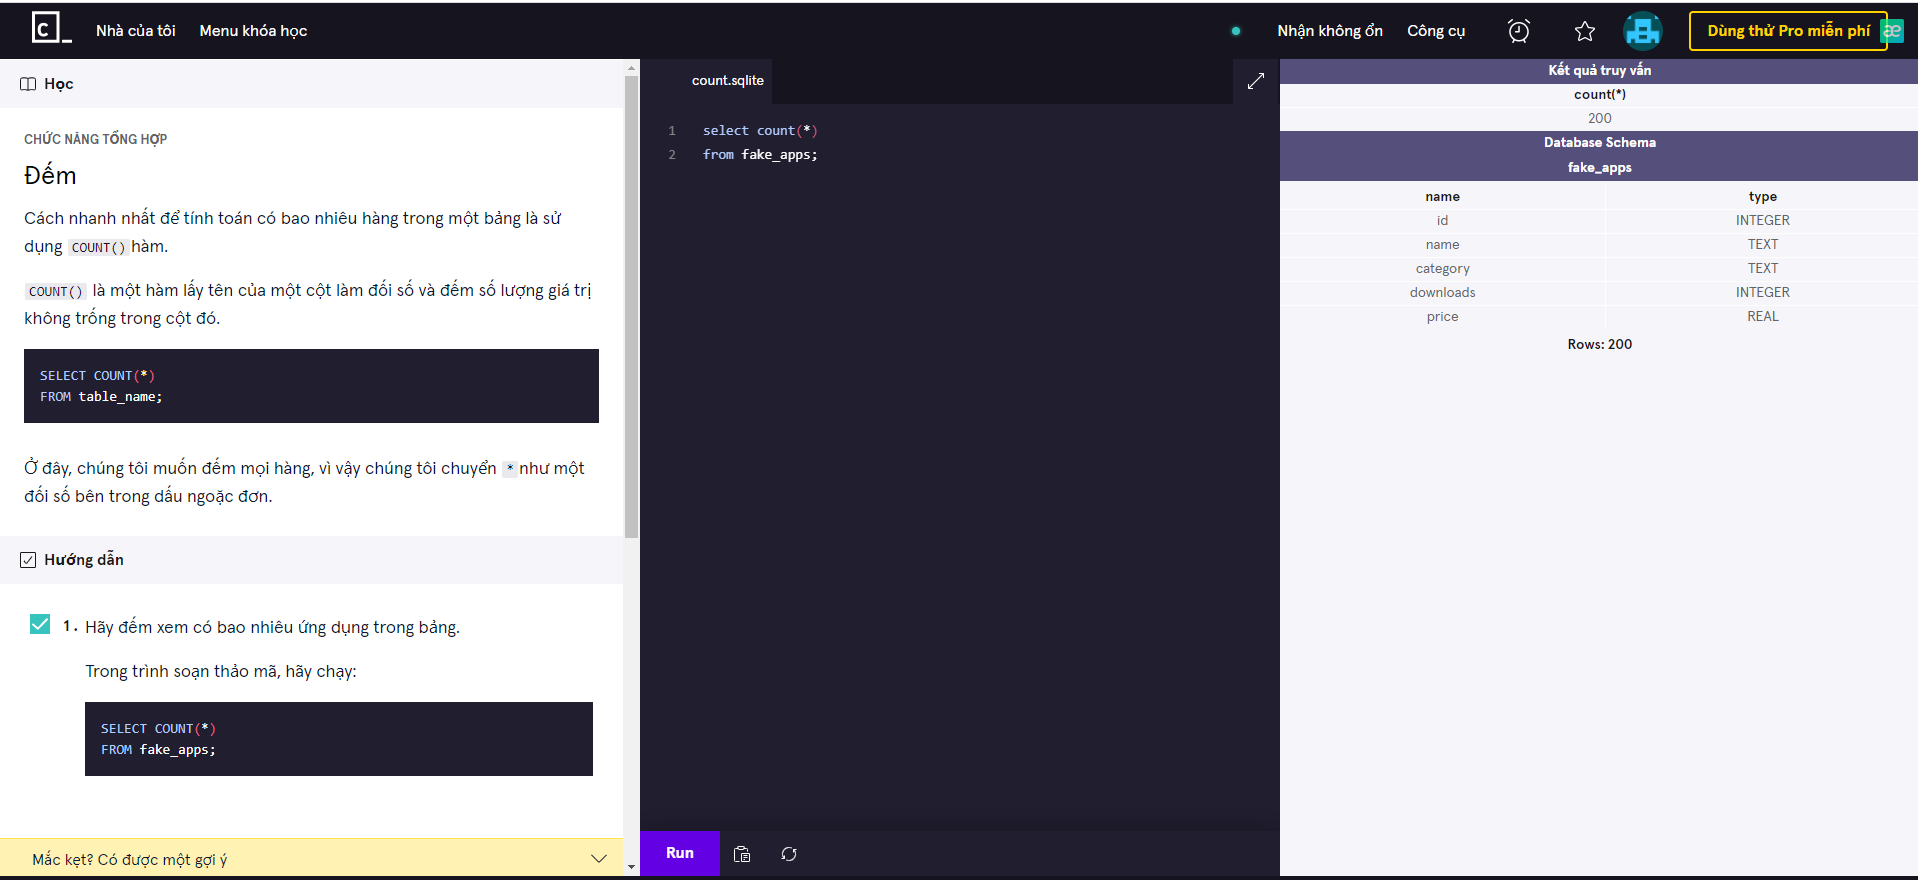 C_
Nhà của tôi
Menu khóa học
Nhận không ổn
Công cụ
Dùng thử Pro miễn phí
æ
Học
CHỨC NĂNG TỔNG HỢP
Đếm
Cách nhanh nhất để tính toán có bao nhiêu hàng trong một bảng là sử
dụng COUNT() hàm.
COUNT() là một hàm lấy tên của một cột làm đối số và đếm số lượng giá trị
không trống trong cột đó.
SELECT COUNT(*)
FROM table_name;
Ở đây, chúng tôi muốn đếm mọi hàng, vì vậy chúng tôi chuyển * như một
đối số bên trong dấu ngoặc đơn.
Hướng dẫn
1. Hãy đếm xem có bao nhiêu ứng dụng trong bảng.
Trong trình soạn thảo mã, hãy chạy:
SELECT COUNT(*)
FROM fake_apps;
Mắc kẹt? Có được một gợi ý
count.sqlite
1 select count(*)
2 from fake_apps;
Run
Kết quả truy vấn
count(*)
200
Database Schema
fake_apps
name type
id INTEGER
name TEXT
category TEXT
downloads INTEGER
price REAL
Rows: 200